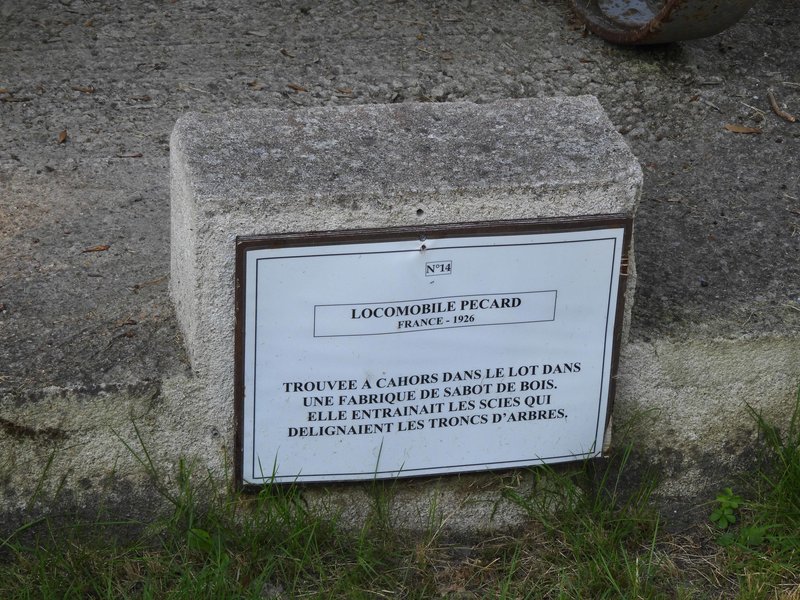 N°14
LOCOMOBILE PECARD
FRANCE - 1926
TROUVEE A CAHORS DANS LE LOT DANS
UNE FABRIQUE DE SABOT DE BOIS.
ELLE ENTRAINAIT LES SCIES QUI
DELIGNAIENT LES TRONCS D'ARBRES.